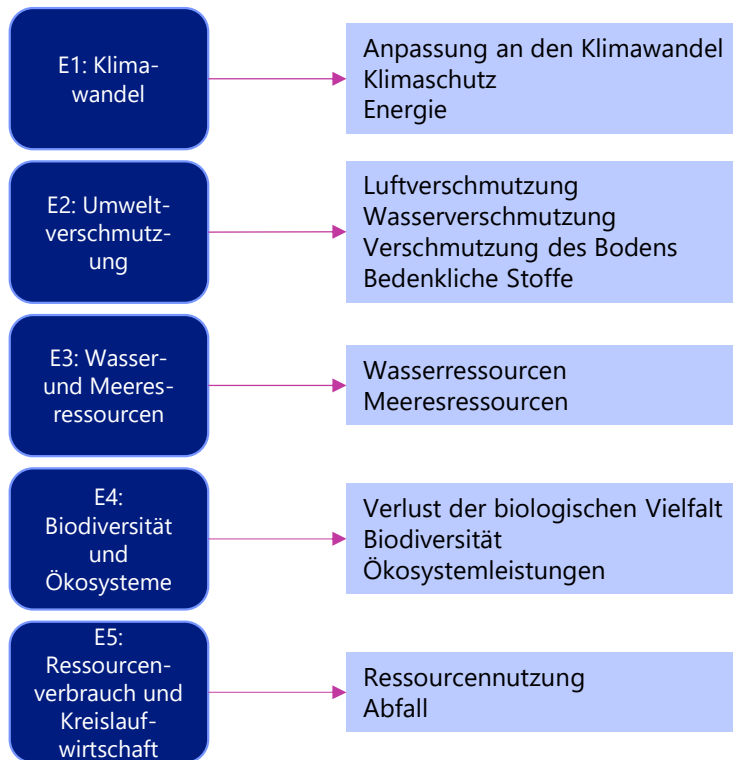 E1: Klima-
wandel
Anpassung an den Klimawandel
Klimaschutz
Energie
E2: Umwelt-
verschmutz-
ung
Luftverschmutzung
Wasserverschmutzung
Verschmutzung des Bodens
Bedenkliche Stoffe
E3: Wasser-
und Meeres-
ressourcen
Wasserressourcen
Meeresressourcen
E4:
Biodiversität
und
Ökosysteme
Verlust der biologischen Vielfalt
Biodiversität
Ökosystemleistungen
E5:
Ressourcen-
verbrauch und
Kreislauf-
wirtschaft
Ressourcennutzung
Abfall